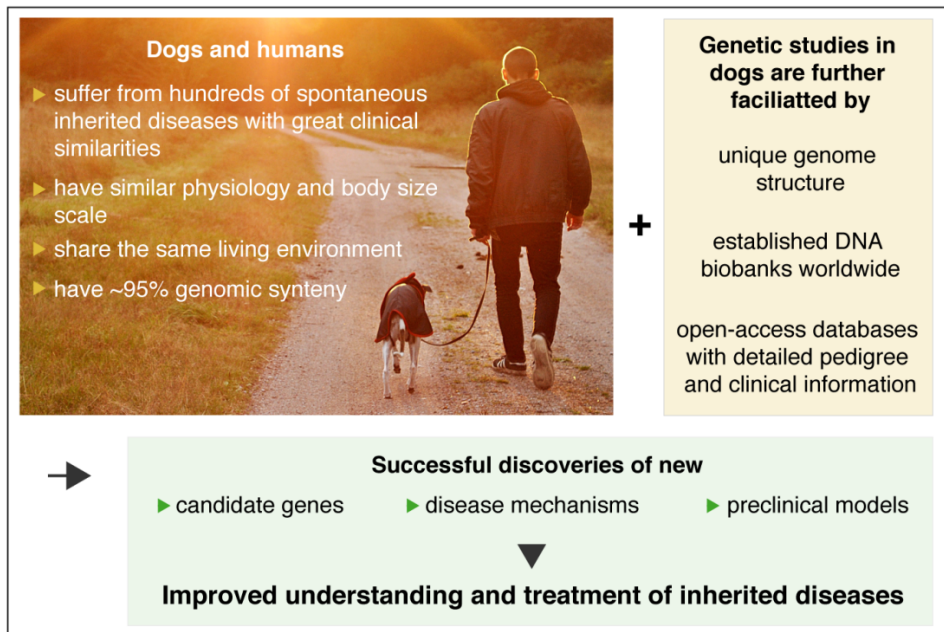 Dogs and humans
▶ suffer from hundreds of spontaneous
inherited diseases with great clinical
similarities
▶ have similar physiology and body size
scale
▶ share the same living environment
▶ have ~95% genomic synteny
+
Genetic studies in
dogs are further
faciliatted by
unique genome
structure
established DNA
biobanks worldwide
open-access databases
with detailed pedigree
and clinical information
Successful discoveries of new
▶ candidate genes ▶ disease mechanisms ▶ preclinical models
Improved understanding and treatment of inherited diseases